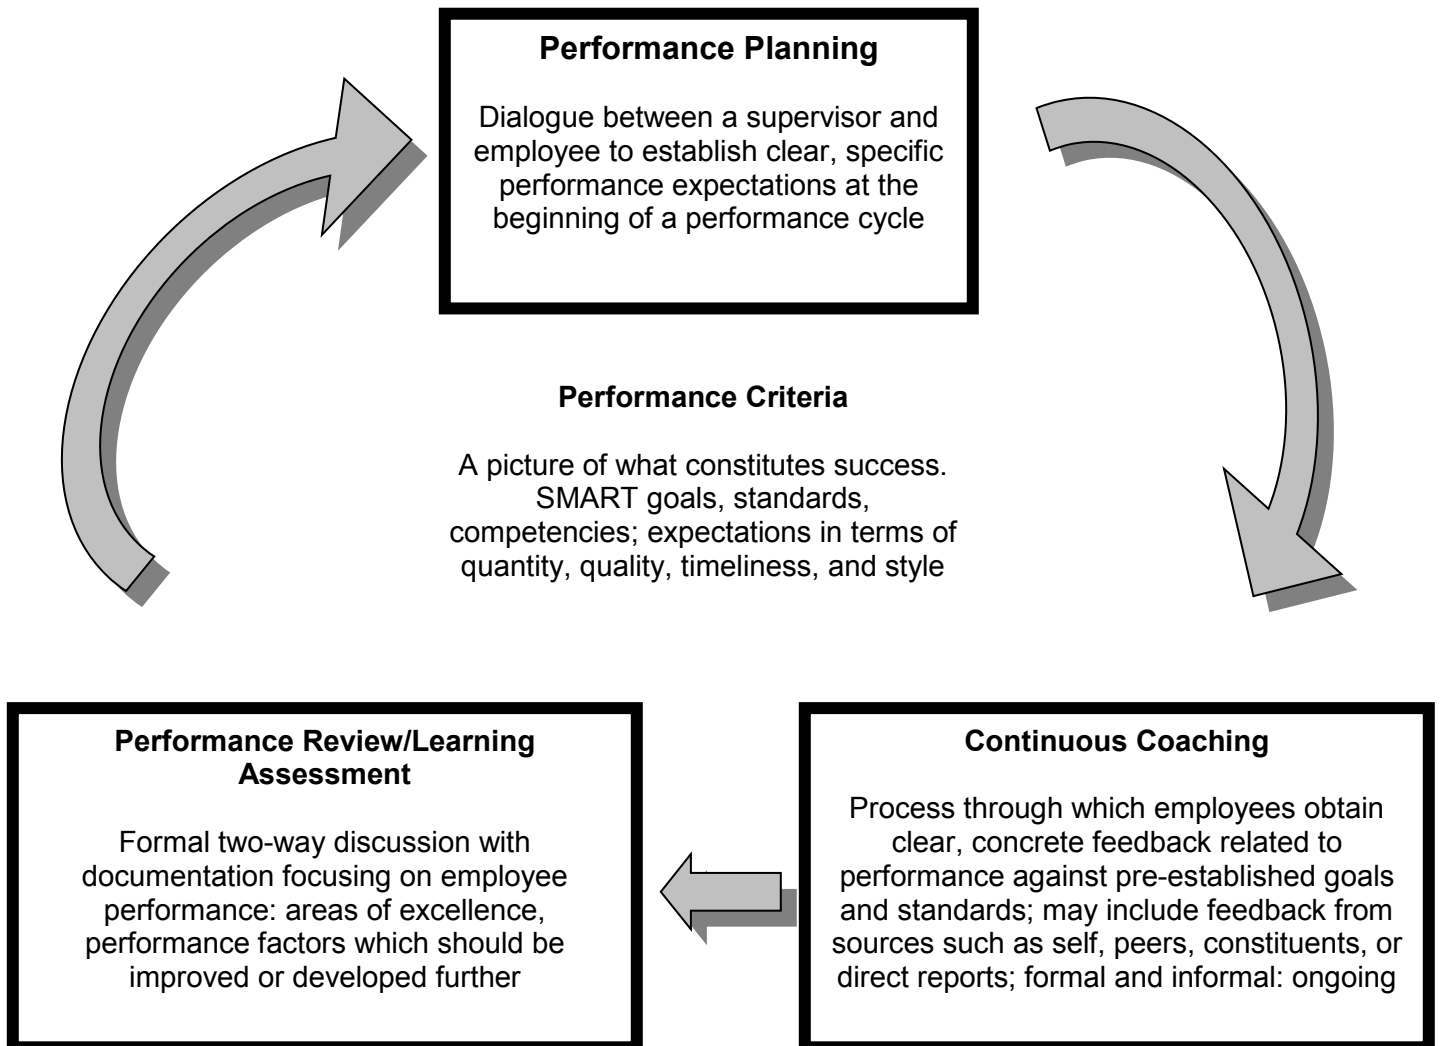 Performance Planning
Dialogue between a supervisor and
employee to establish clear, specific
performance expectations at the
beginning of a performance cycle
Performance Criteria
A picture of what constitutes success.
SMART goals, standards,
competencies; expectations in terms of
quantity, quality, timeliness, and style
Performance Review/Learning
Assessment
Formal two-way discussion with
documentation focusing on employee
performance: areas of excellence,
performance factors which should be
improved or developed further
Continuous Coaching
Process through which employees obtain
clear, concrete feedback related to
performance against pre-established goals
and standards; may include feedback from
sources such as self, peers, constituents, or
direct reports; formal and informal: ongoing